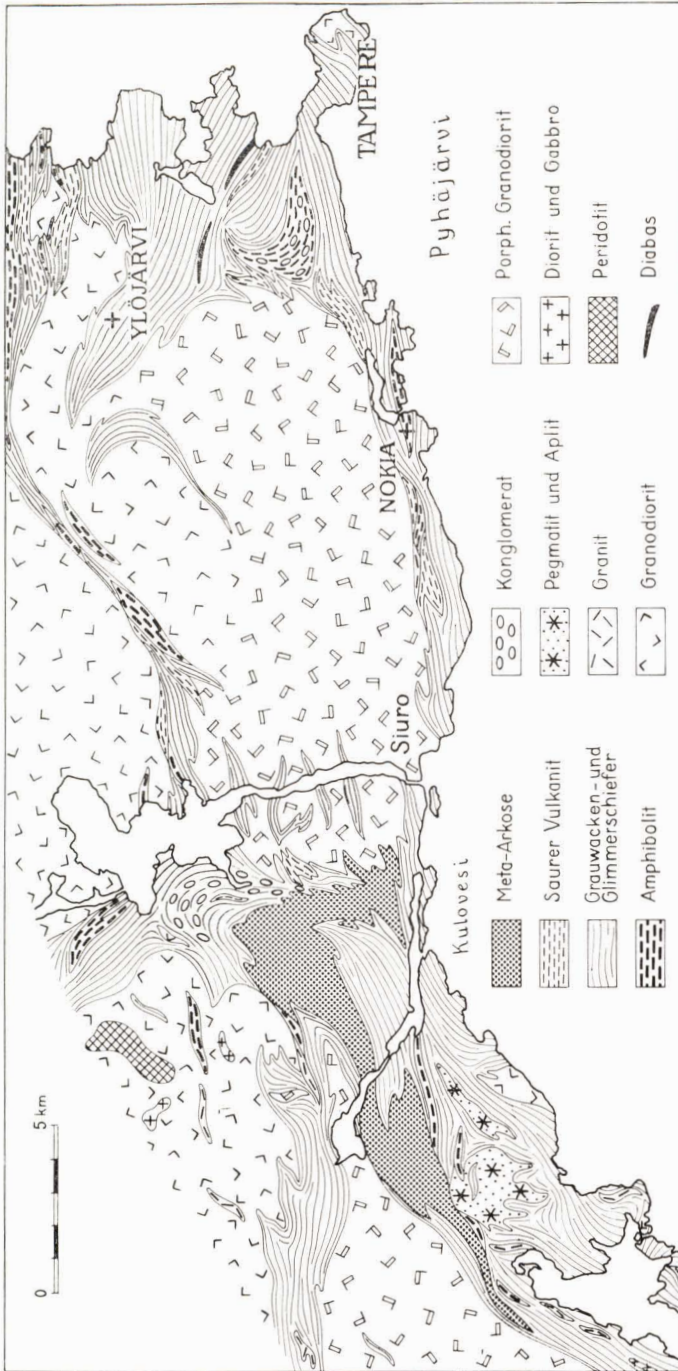 0
5 km
YLÖJÄRVI
TAMPERE
NOKIA
Siuro
Kulovesi
Pyhäjärvi
Meta-Arkose
Saurer Vulkanit
Grauwacken- und
Glimmerschiefer
Amphibolit
Konglomerat
Pegmatit und Aplit
Granit
Granodiorit
Porph. Granodiorit
Diorit und Gabbro
Peridotit
Diabas